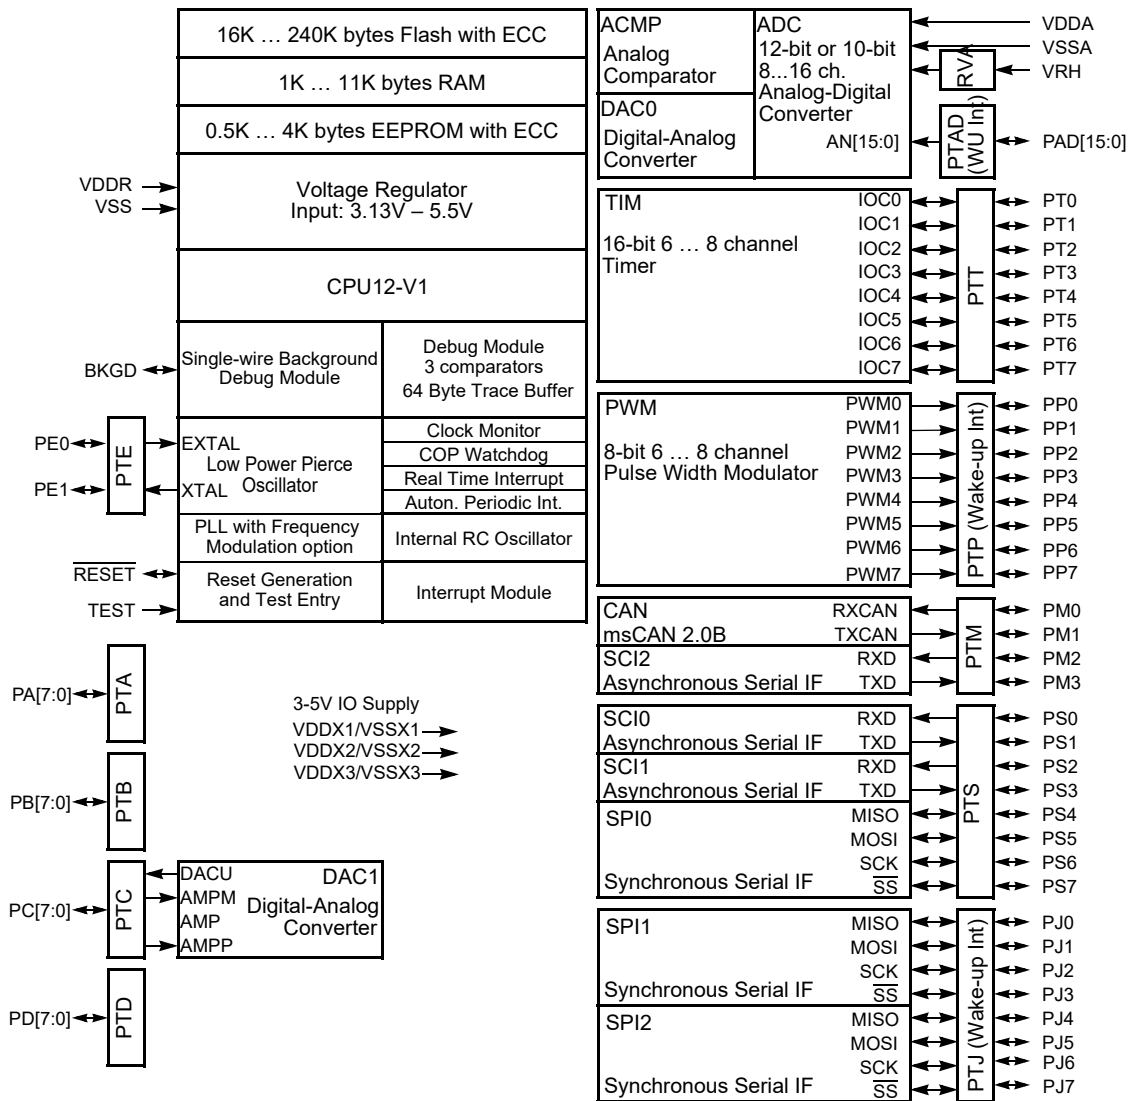 16K … 240K bytes Flash with ECC
1K … 11K bytes RAM
0.5K … 4K bytes EEPROM with ECC
VDDR
VSS
Voltage Regulator
Input: 3.13V – 5.5V
CPU12-V1
BKGD
Single-wire Background
Debug Module
Debug Module
3 comparators
64 Byte Trace Buffer
PE0
PE1
PTE
EXTAL
Low Power Pierce
Oscillator
XTAL
Clock Monitor
COP Watchdog
Real Time Interrupt
Auton. Periodic Int.
PLL with Frequency
Modulation option
Internal RC Oscillator
RESET
TEST
Reset Generation
and Test Entry
Interrupt Module
PA[7:0]
PTA
3-5V IO Supply
VDDX1/VSSX1
VDDX2/VSSX2
VDDX3/VSSX3
PB[7:0]
PTB
PC[7:0]
PTC
DACU
AMPM
AMP
AMPP
DAC1
Digital-Analog
Converter
PD[7:0]
PTD
ACMP
Analog
Comparator
DAC0
Digital-Analog
Converter
ADC
12-bit or 10-bit
8...16 ch.
Analog-Digital
Converter
AN[15:0]
RVA
VDDA
VSSA
VRH
PTAD
(WU Int)
PAD[15:0]
TIM
16-bit 6 … 8 channel
Timer
IOC0
IOC1
IOC2
IOC3
IOC4
IOC5
IOC6
IOC7
PTT
PT0
PT1
PT2
PT3
PT4
PT5
PT6
PT7
PWM
8-bit 6 … 8 channel
Pulse Width Modulator
PWM0
PWM1
PWM2
PWM3
PWM4
PWM5
PWM6
PWM7
PTP (Wake-up Int)
PP0
PP1
PP2
PP3
PP4
PP5
PP6
PP7
CAN
msCAN 2.0B
RXCAN
TXCAN
SCI2
Asynchronous Serial IF
RXD
TXD
PTM
PM0
PM1
PM2
PM3
SCI0
Asynchronous Serial IF
RXD
TXD
SCI1
Asynchronous Serial IF
RXD
TXD
SPI0
Synchronous Serial IF
MISO
MOSI
SCK
SS
PTS
PS0
PS1
PS2
PS3
PS4
PS5
PS6
PS7
SPI1
Synchronous Serial IF
MISO
MOSI
SCK
SS
SPI2
Synchronous Serial IF
MISO
MOSI
SCK
SS
PTJ (Wake-up Int)
PJ0
PJ1
PJ2
PJ3
PJ4
PJ5
PJ6
PJ7